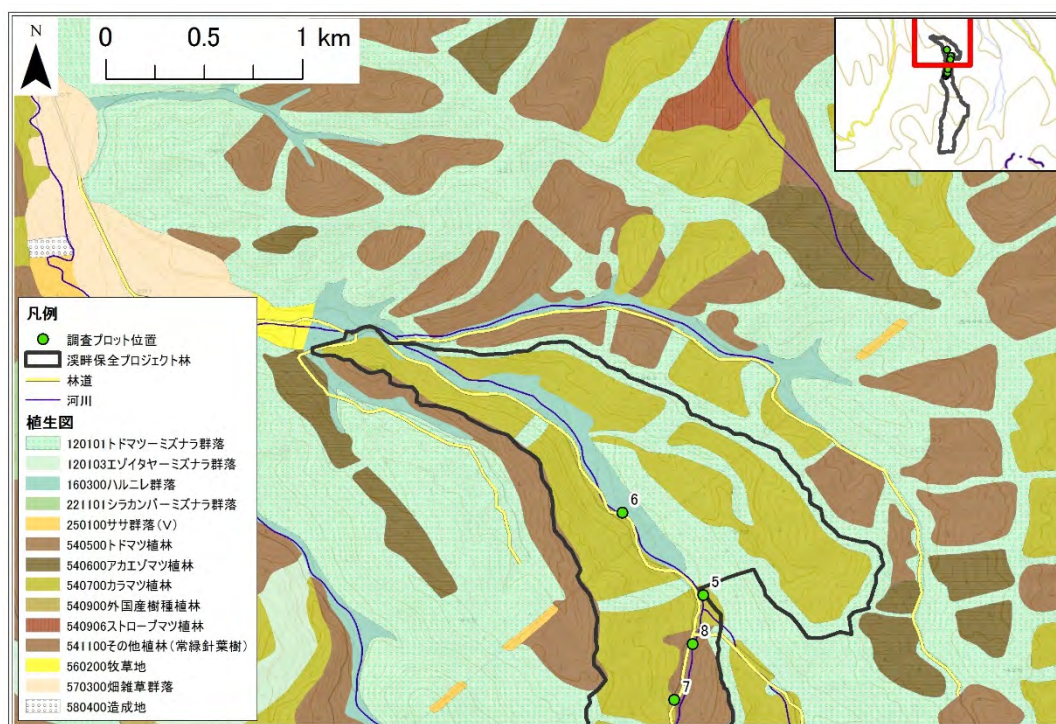 N
0 0.5 1 km
6
5
8
7
凡例
調査プロット位置
渓畔保全プロジェクト林
林道
河川
植生図
120101トドマツーミズナラ群落
120103エゾイタヤーミズナラ群落
160300ハルニレ群落
221101シラカンバーミズナラ群落
250100ササ群落(Ⅴ)
540500トドマツ植林
540600アカエゾマツ植林
540700カラマツ植林
540900外国産樹種植林
540906ストローブマツ植林
541100その他植林(常緑針葉樹)
560200牧草地
570300畑雑草群落
580400造成地